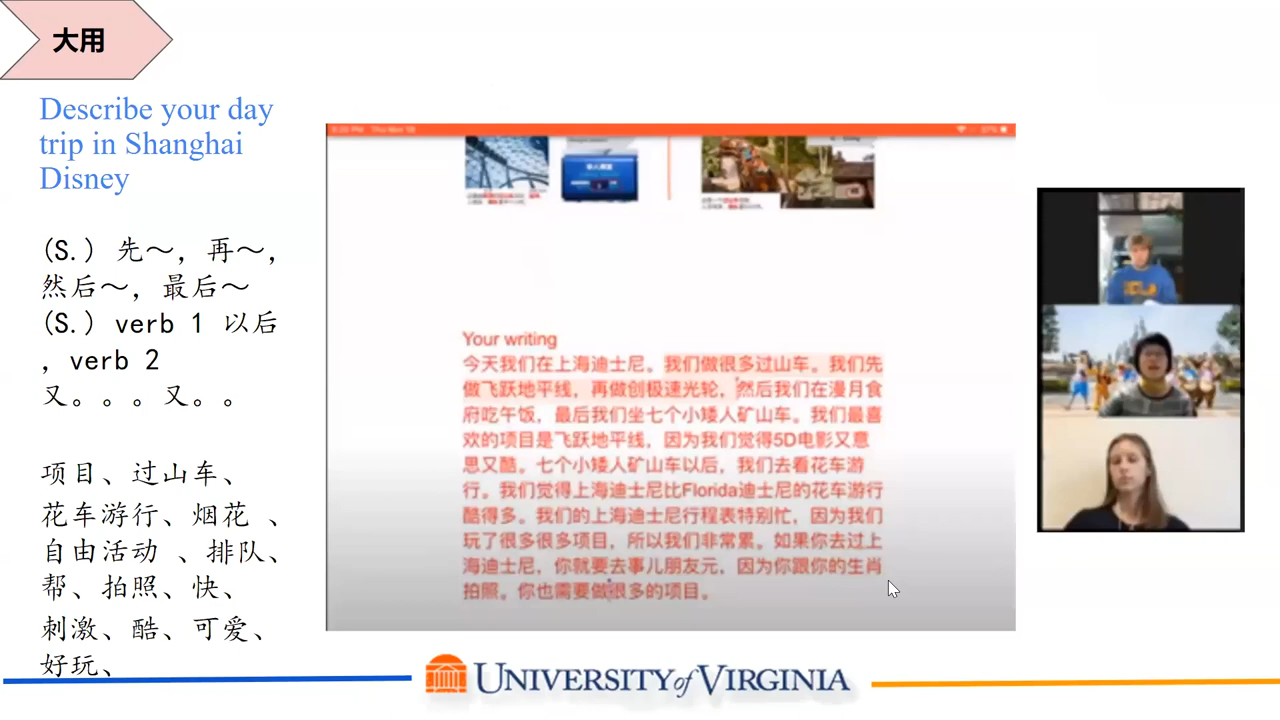 大用
Describe your day
trip in Shanghai
Disney
(S.) 先～，再～，
然后～，最后～
(S.) verb 1 以后
，verb 2
又。。。又。。
项目、过山车、
花车游行、烟花 、
自由活动 、排队、
帮、拍照、快、
刺激、酷、可爱、
好玩、
Your writing
今天我们在上海迪士尼。我们做很多过山车。我们先
做飞跃地平线，再做创极速光轮，然后我们在漫月食
府吃午饭，最后我们坐七个小矮人矿山车。我们最喜
欢的项目是飞跃地平线，因为我们觉得5D电影又意
思又酷。七个小矮人矿山车以后，我们去看花车游
行。我们觉得上海迪士尼比Florida迪士尼的花车游行
酷得多。我们的上海迪士尼行程表特别忙，因为我们
玩了很多很多项目，所以我们非常累。如果你去过上
海迪士尼，你就要去事儿朋友元，因为你跟你的生肖
拍照。你也需要做很多的项目。
UNIVERSITY of VIRGINIA